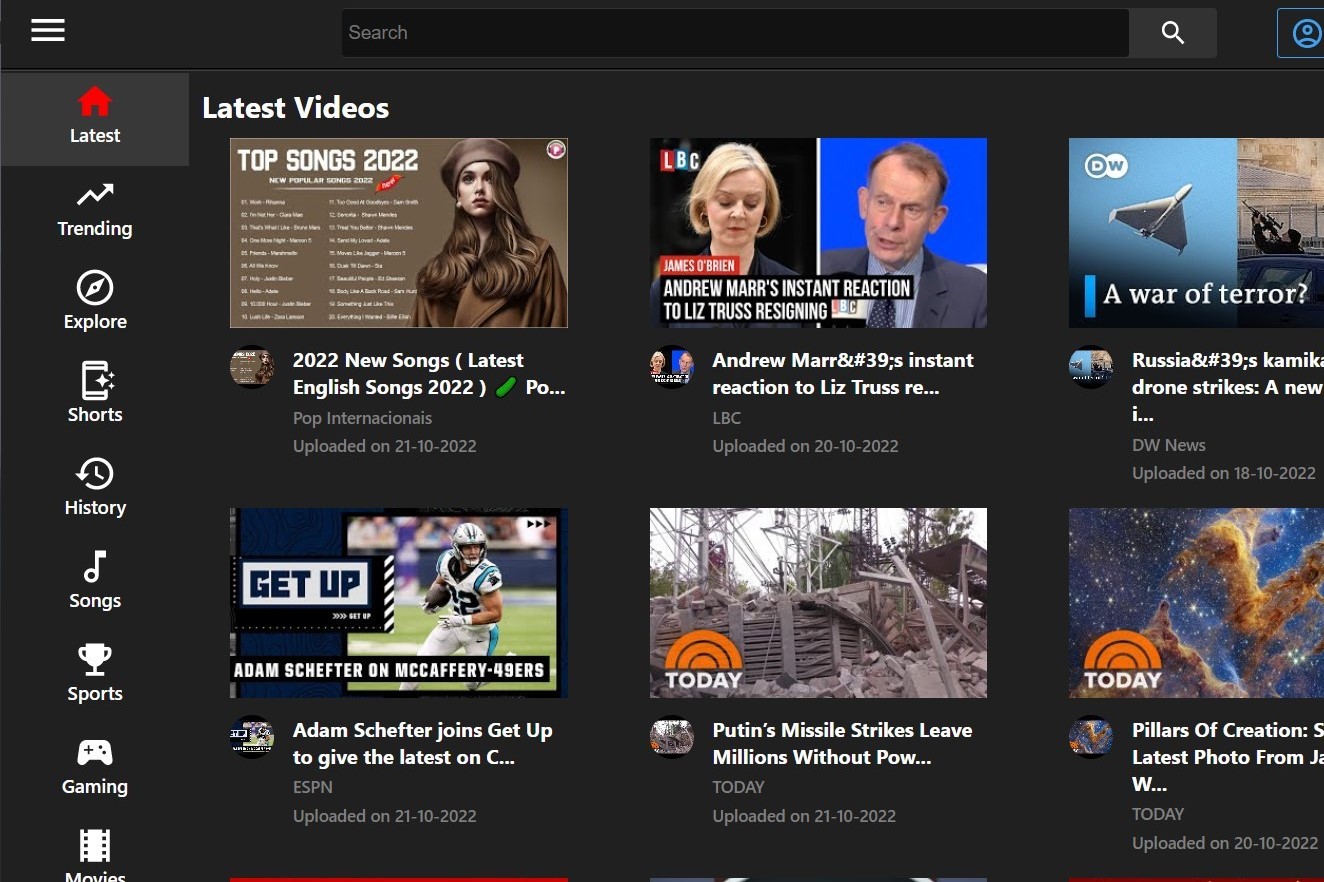 Search
Latest
Trending
Explore
Shorts
History
Songs
Sports
Gaming
Movies
Latest Videos
TOP SONGS 2022
NEW POPULAR SONGS 2022
new
01. Work - Rihanna
02. I'm Not Her - Clara Mae
03. That's What I Like - Bruno Mars
04. One More Night - Maroon 5
05. Friends - Marshmello
07. Holy - Justin Bieber
08. Hello - Adele
09. 10,000 Hour - Justin Bieber
10. Lush Life - Zara Larsson
11. Too Good At Goodbyes - Sam Smith
12. Senorita - Shawn Mendes
13. Treat You Better - Shawn Mendes
14. Send My Loved - Adele
15. Moves Like Jagger - Maroon 5
16. Dusk Till Dawn - Sia
17. Beautiful People - Ed Sheeran
18. Body Like A Back Road - Sam Hunt
19. Something Just Like This
20. Everything I Wanted - Billie Eilish
2022 New Songs ( Latest
English Songs 2022 ) 🥒 Po...
Pop Internacionais
Uploaded on 21-10-2022
LBC
JAMES O'BRIEN
ANDREW MARR'S INSTANT REACTION
TO LIZ TRUSS RESIGNING
LBC
Andrew Marr&#39;s instant
reaction to Liz Truss re...
LBC
Uploaded on 20-10-2022
DW
A war of terror?
Russia&#39;s kamika
drone strikes: A new
i...
DW News
Uploaded on 18-10-2022
GET UP
>>>> GET UP
22
ADAM SCHEFTER ON MCCAFFERY-49ERS
Adam Schefter joins Get Up
to give the latest on C...
ESPN
Uploaded on 21-10-2022
TODAY
Putin’s Missile Strikes Leave
Millions Without Pow...
TODAY
Uploaded on 21-10-2022
TODAY
Pillars Of Creation: S
Latest Photo From Ja
W...
TODAY
Uploaded on 20-10-2022